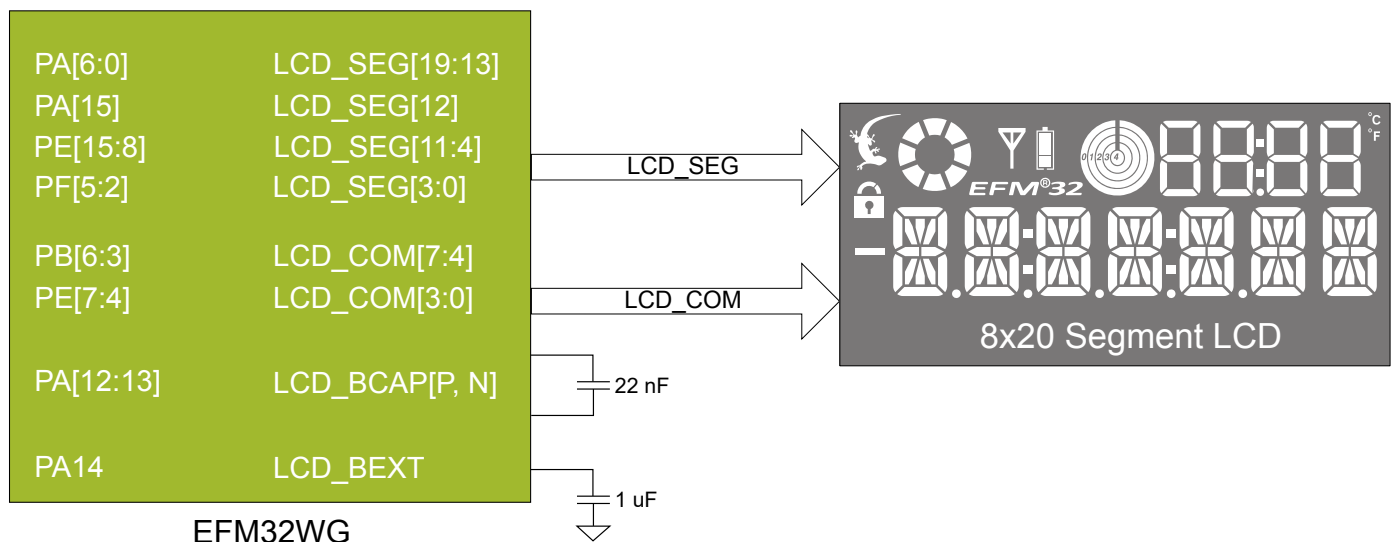 PA[6:0] LCD_SEG[19:13]
PA[15] LCD_SEG[12]
PE[15:8] LCD_SEG[11:4]
PF[5:2] LCD_SEG[3:0]
PB[6:3] LCD_COM[7:4]
PE[7:4] LCD_COM[3:0]
PA[12:13] LCD_BCAP[P, N]
PA14 LCD_BEXT
EFM32WG
LCD_SEG
LCD_COM
22 nF
1 uF
°C
°F
0 1 2 3 4
EFM®32
8x20 Segment LCD